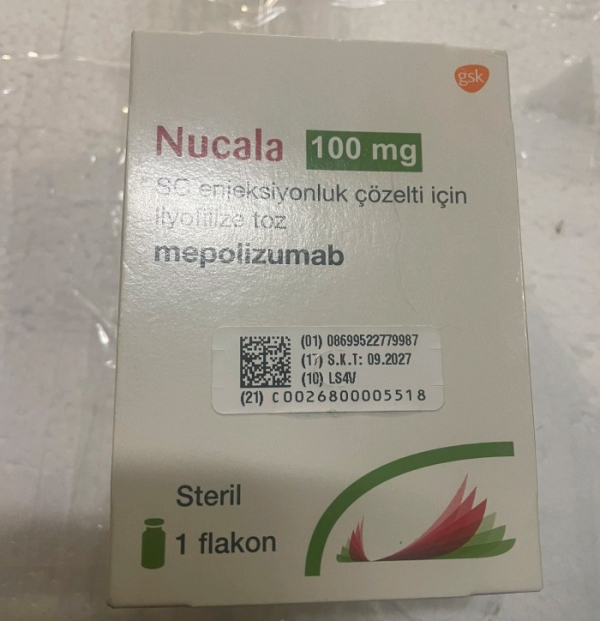 gsk
Nucala 100 mg
SC enjeksiyonluk çözelti için
liyofilize toz
mepolizumab
(01) 08699522779987
(17) S.K.T: 09.2027
(10) LS4V
(21) C0026800005518
Steril
1 flakon